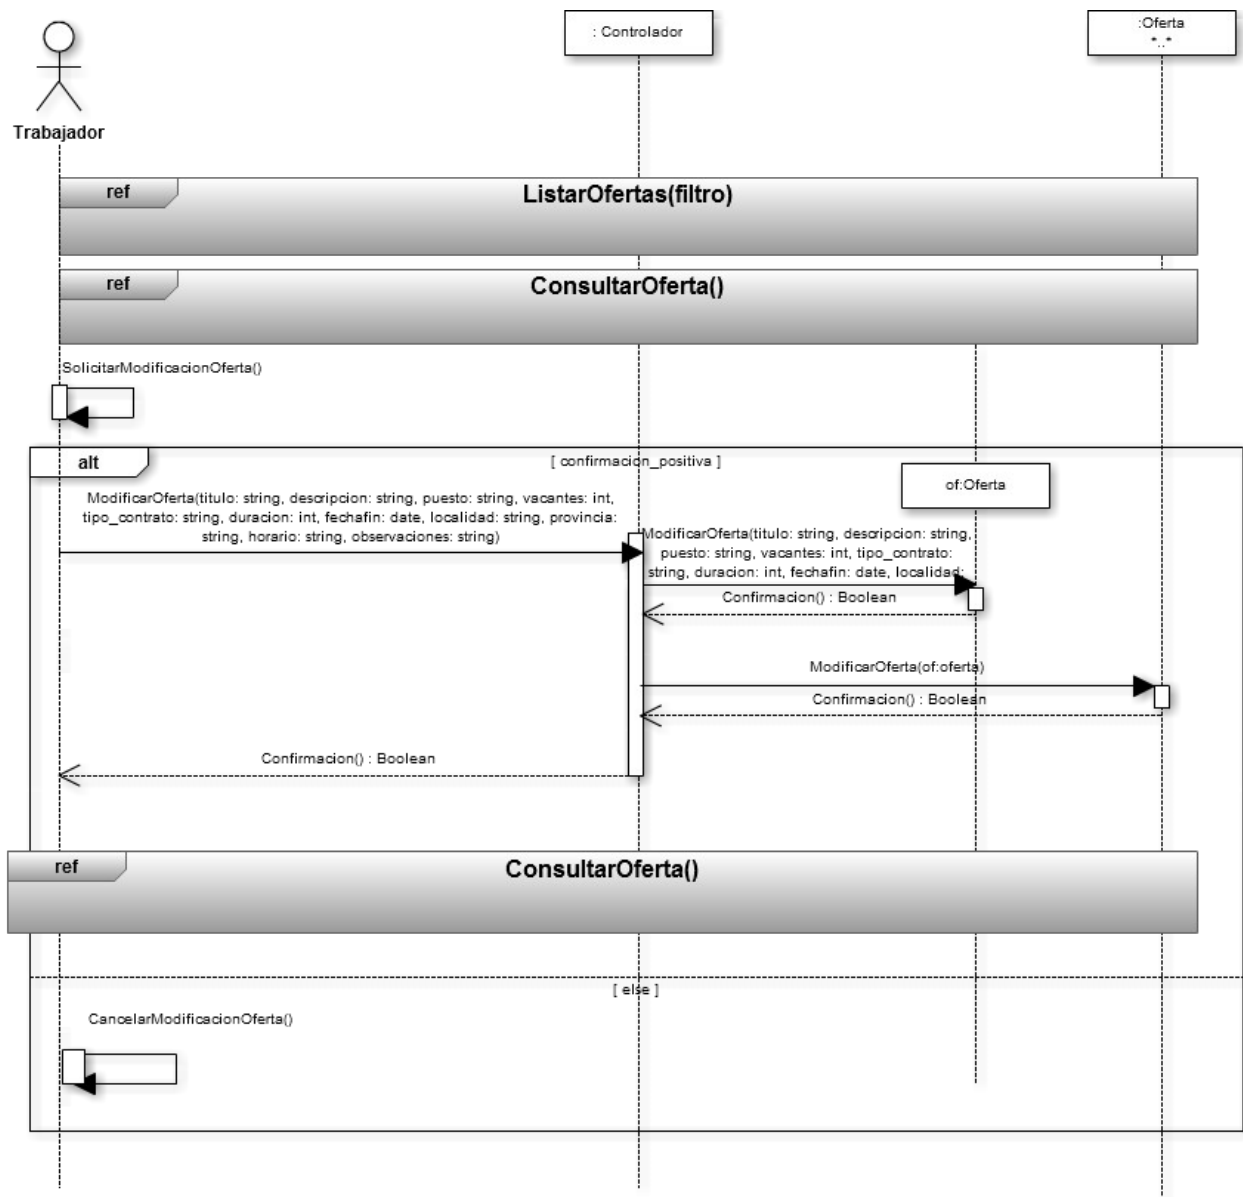 : Controlador
:Oferta
*..*
Trabajador
ref
ListarOfertas(filtro)
ref
ConsultarOferta()
SolicitarModificacionOferta()
alt
[ confirmacion_positiva ]
of:Oferta
ModificarOferta(titulo: string, descripcion: string, puesto: string, vacantes: int,
tipo_contrato: string, duracion: int, fechafin: date, localidad: string, provincia:
string, horario: string, observaciones: string)
ModificarOferta(titulo: string, descripcion: string,
puesto: string, vacantes: int, tipo_contrato:
string, duracion: int, fechafin: date, localidad:
Confirmacion() : Boolean
ModificarOferta(of:oferta)
Confirmacion() : Boolean
Confirmacion() : Boolean
ref
ConsultarOferta()
[ else ]
CancelarModificacionOferta()